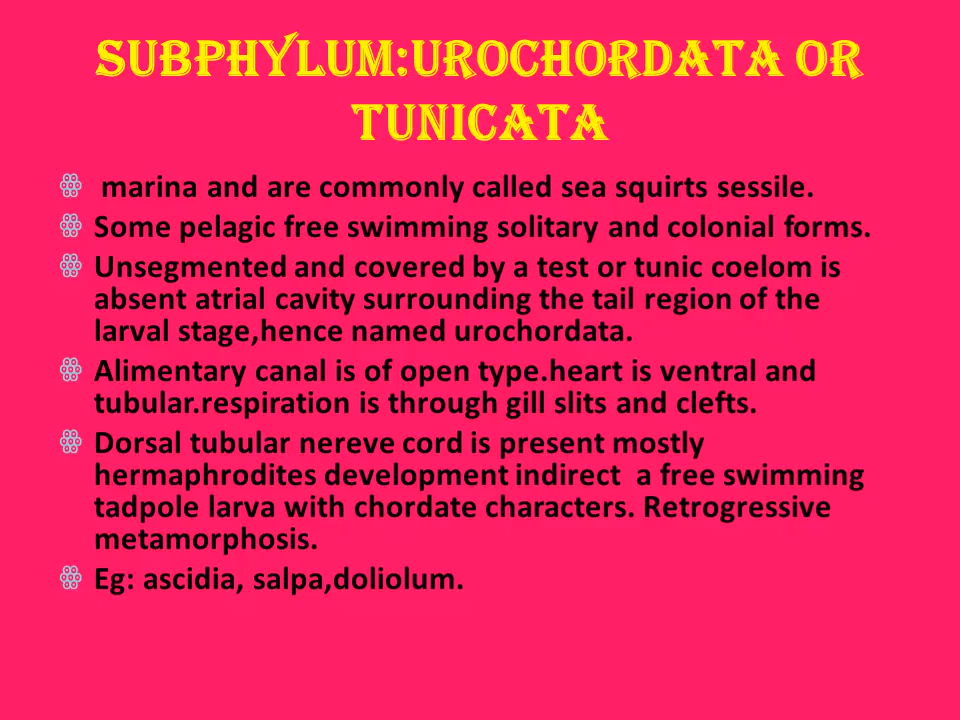 SUBPHYLUM:UROCHORDATA OR
TUNICATA
marina and are commonly called sea squirts sessile.
Some pelagic free swimming solitary and colonial forms.
Unsegmented and covered by a test or tunic coelom is
absent atrial cavity surrounding the tail region of the
larval stage,hence named urochordata.
Alimentary canal is of open type.heart is ventral and
tubular.respiration is through gill slits and clefts.
Dorsal tubular nereve cord is present mostly
hermaphrodites development indirect a free swimming
tadpole larva with chordate characters. Retrogressive
metamorphosis.
Eg: ascidia, salpa,doliolum.